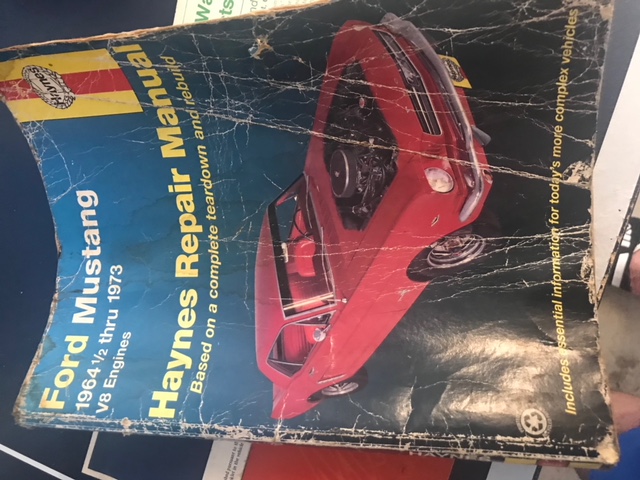 Haynes
Ford Mustang
1964 1/2 thru 1973
V8 Engines
Haynes Repair Manual
Based on a complete teardown and rebuild
Includes essential information for today's more complex vehicles